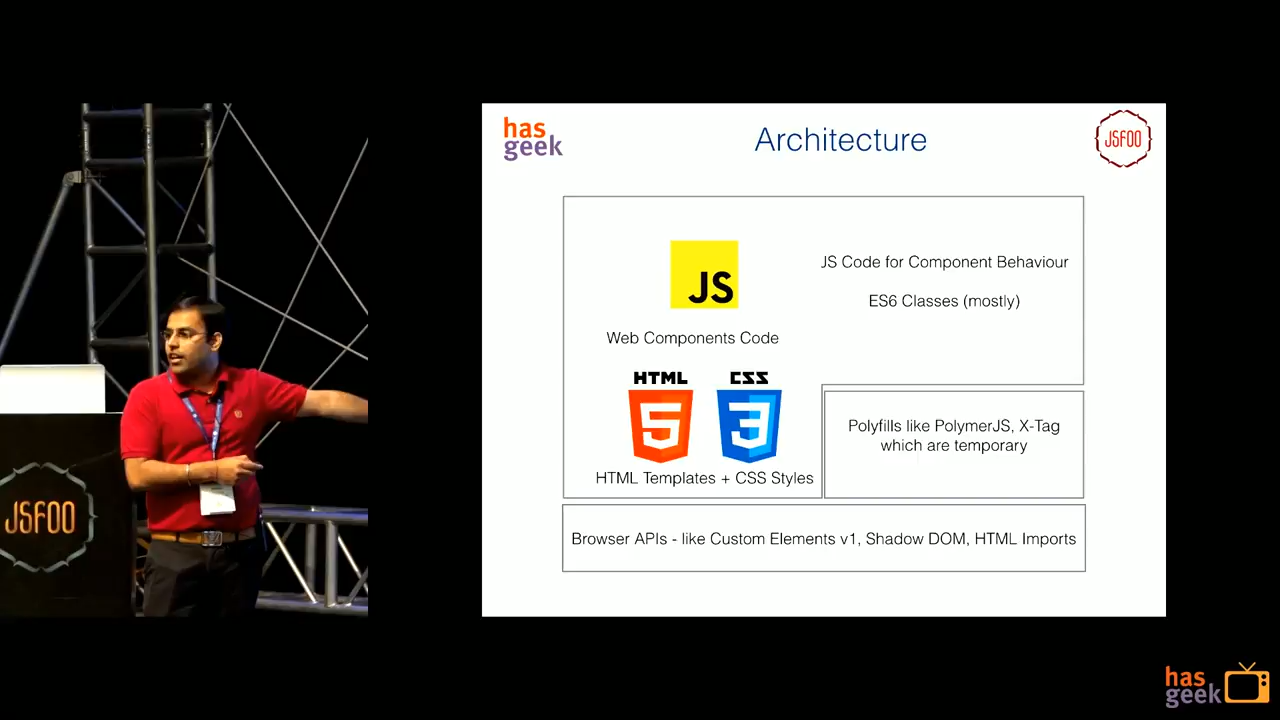 has
geek
Architecture
JSFOO
JS
JS Code for Component Behaviour
ES6 Classes (mostly)
Web Components Code
HTML
CSS
5
3
Polyfills like PolymerJS, X-Tag
which are temporary
HTML Templates + CSS Styles
Browser APIs - like Custom Elements v1, Shadow DOM, HTML Imports
JSFOO
has
geek